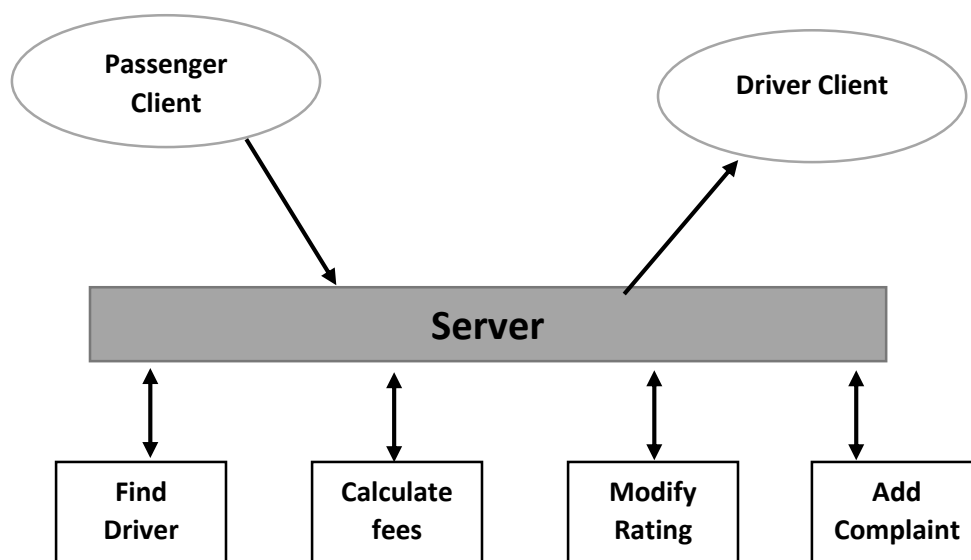 Passenger
Client
Driver Client
Server
Find
Driver
Calculate
fees
Modify
Rating
Add
Complaint